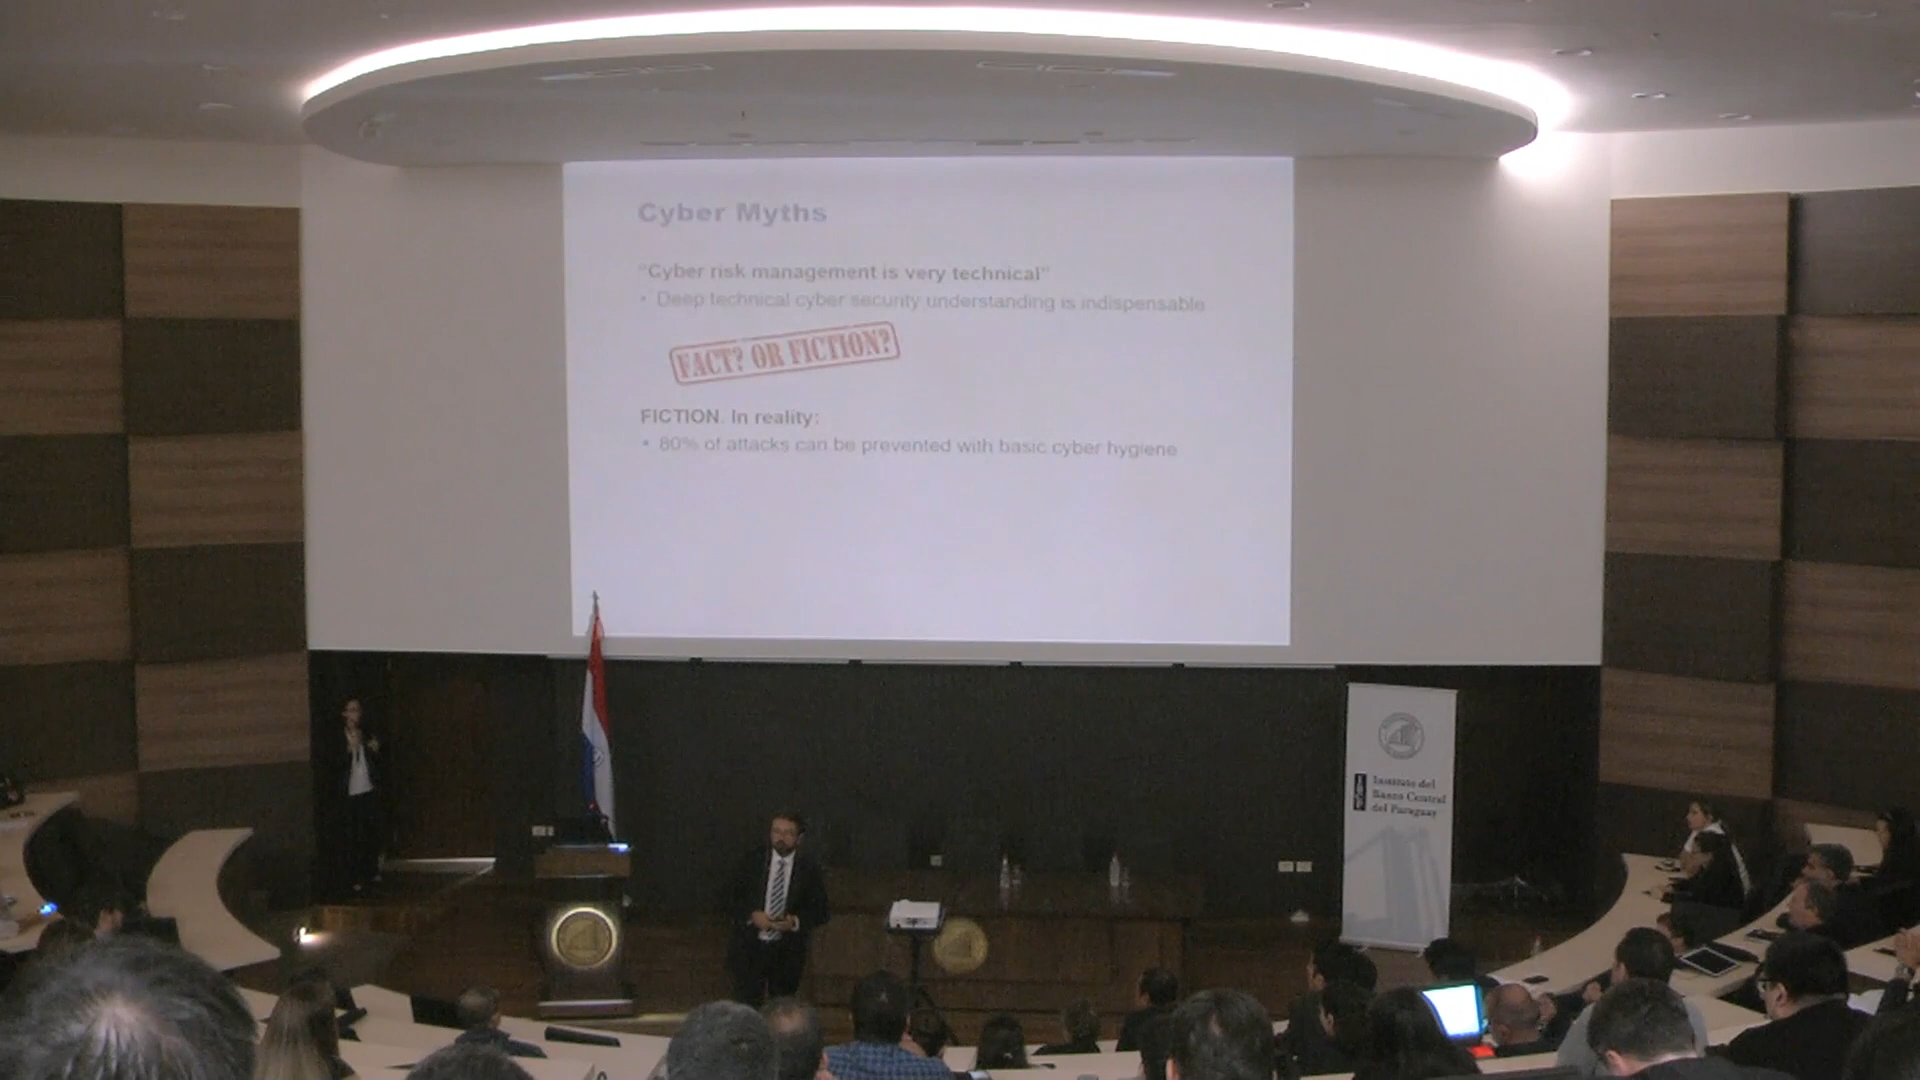 Cyber Myths
"Cyber risk management is very technical"
• Deep technical cyber security understanding is indispensable
FACT? OR FICTION?
FICTION. In reality:
• 80% of attacks can be prevented with basic cyber hygiene
Instituto del
Banco Central
del Paraguay